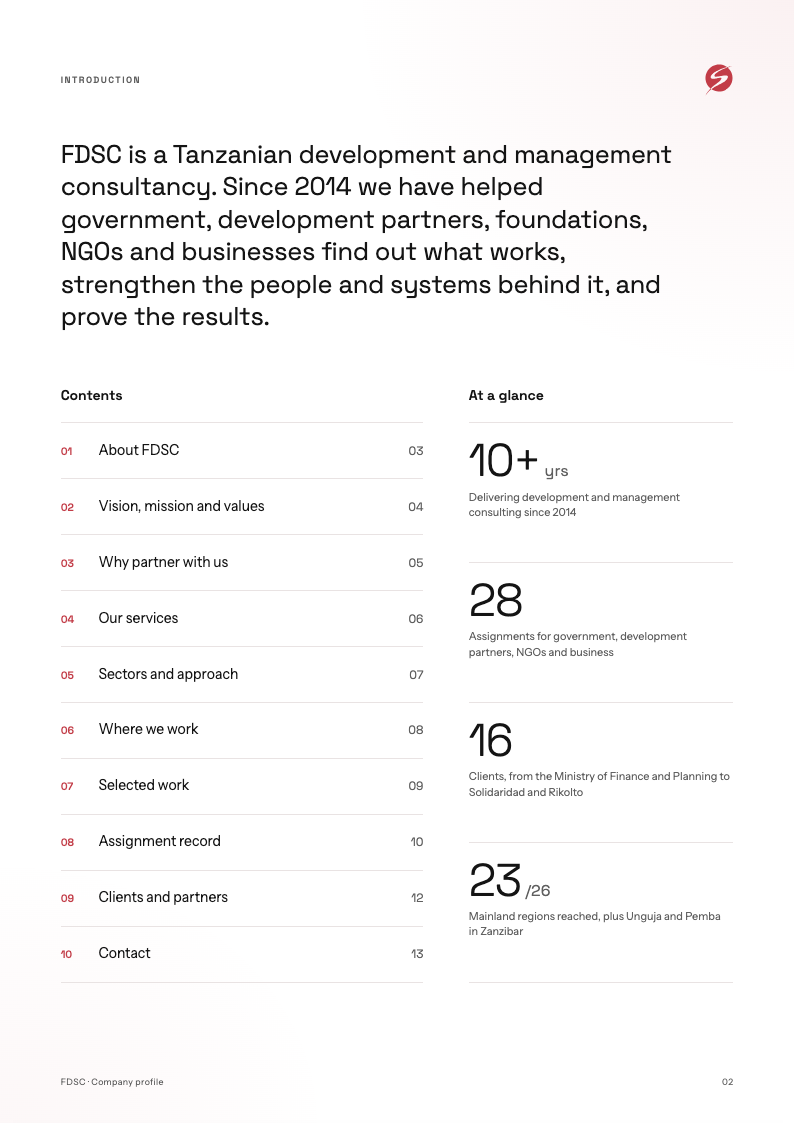 INTRODUCTION
FDSC is a Tanzanian development and management
consultancy. Since 2014 we have helped
government, development partners, foundations,
NGOs and businesses find out what works,
strengthen the people and systems behind it, and
prove the results.
Contents
01 About FDSC 03
02 Vision, mission and values 04
03 Why partner with us 05
04 Our services 06
05 Sectors and approach 07
06 Where we work 08
07 Selected work 09
08 Assignment record 10
09 Clients and partners 12
10 Contact 13
At a glance
10+ yrs
Delivering development and management
consulting since 2014
28
Assignments for government, development
partners, NGOs and business
16
Clients, from the Ministry of Finance and Planning to
Solidaridad and Rikolto
23 /26
Mainland regions reached, plus Unguja and Pemba
in Zanzibar
FDSC · Company profile 02